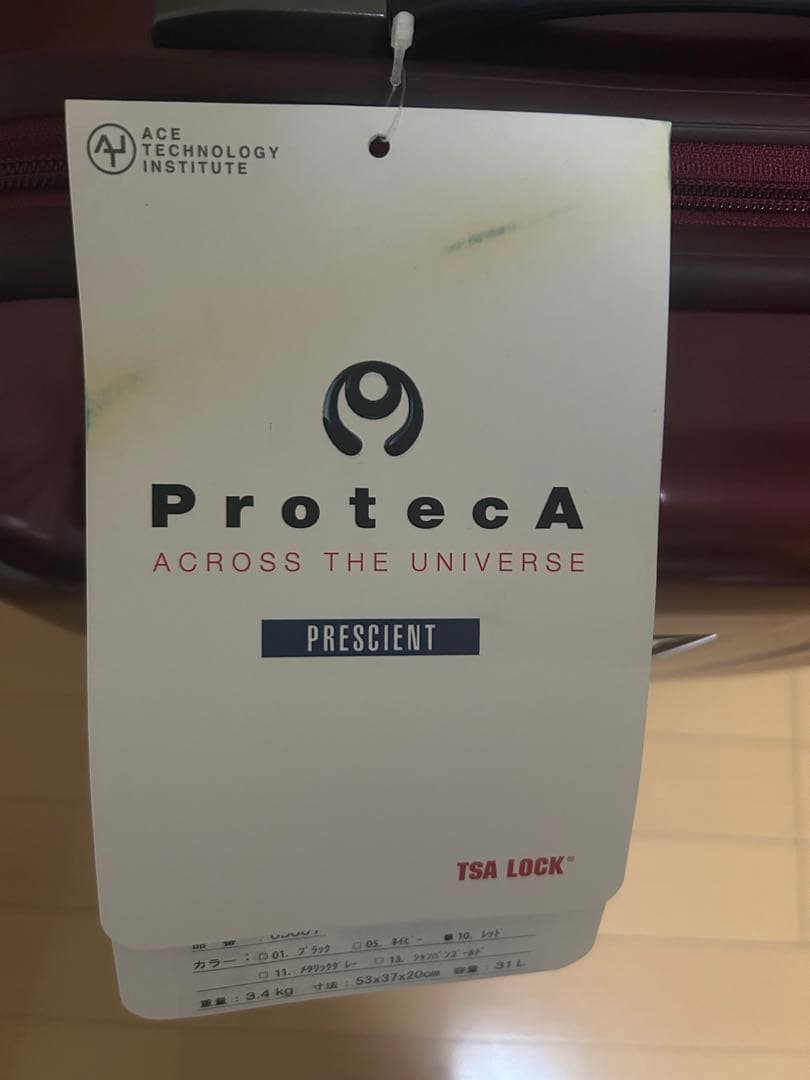 ACE
TECHNOLOGY
INSTITUTE
ProtecA
ACROSS THE UNIVERSE
PRESCIENT
TSA LOCK®
品番 :
カラー : □ 01. ブラック □ 05. ネイビー ■ 10. レッド
□ 11. メタリックグレー □ 13. シャンパンゴールド
重量 : 3.4 kg 寸法 : 53x37x20cm 容量 : 31 L